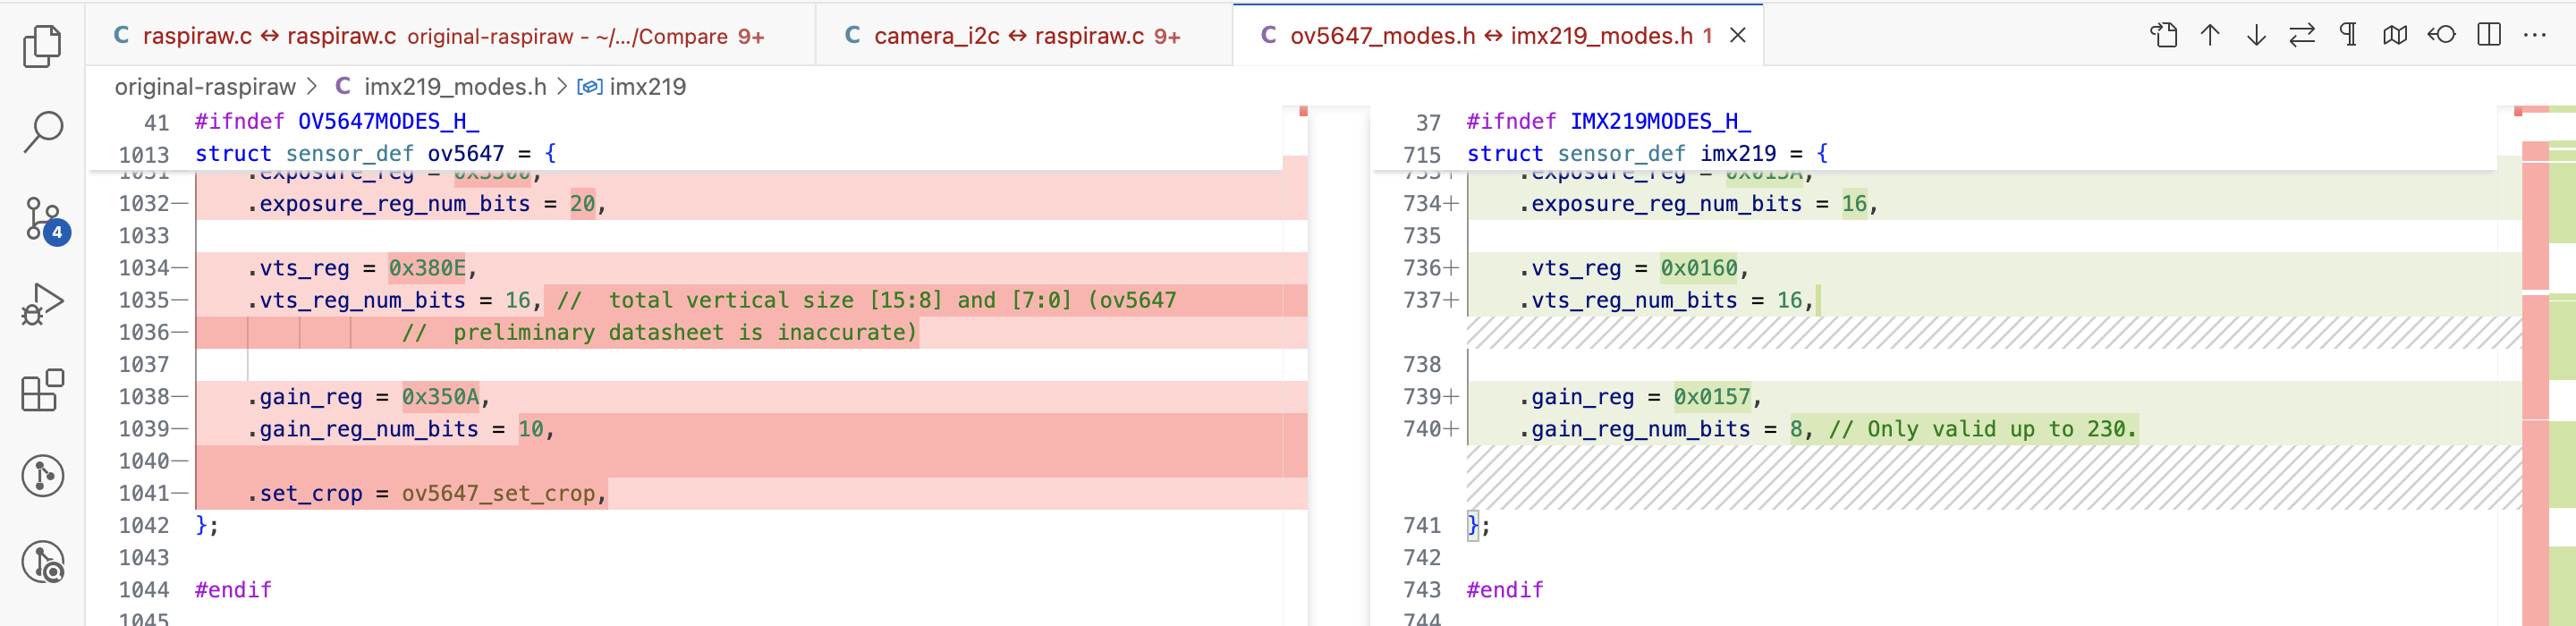 raspiraw.c ↔ raspiraw.c original-raspiraw - ~/.../Compare 9+
camera_i2c ↔ raspiraw.c 9+
ov5647_modes.h ↔ imx219_modes.h 1
original-raspiraw > C imx219_modes.h > imx219
4
41 #ifndef OV5647MODES_H_
1013 struct sensor_def ov5647 = {
1031 .exposure_reg = 0x3500,
1032— .exposure_reg_num_bits = 20,
1033
1034— .vts_reg = 0x380E,
1035— .vts_reg_num_bits = 16, //  total vertical size [15:8] and [7:0] (ov5647
1036— //  preliminary datasheet is inaccurate)
1037
1038— .gain_reg = 0x350A,
1039— .gain_reg_num_bits = 10,
1040—
1041— .set_crop = ov5647_set_crop,
1042 };
1043
1044 #endif
1045
37 #ifndef IMX219MODES_H_
715 struct sensor_def imx219 = {
733+ .exposure_reg = 0x015A,
734+ .exposure_reg_num_bits = 16,
735
736+ .vts_reg = 0x0160,
737+ .vts_reg_num_bits = 16,
738
739+ .gain_reg = 0x0157,
740+ .gain_reg_num_bits = 8, // Only valid up to 230.
741 };
742
743 #endif
744